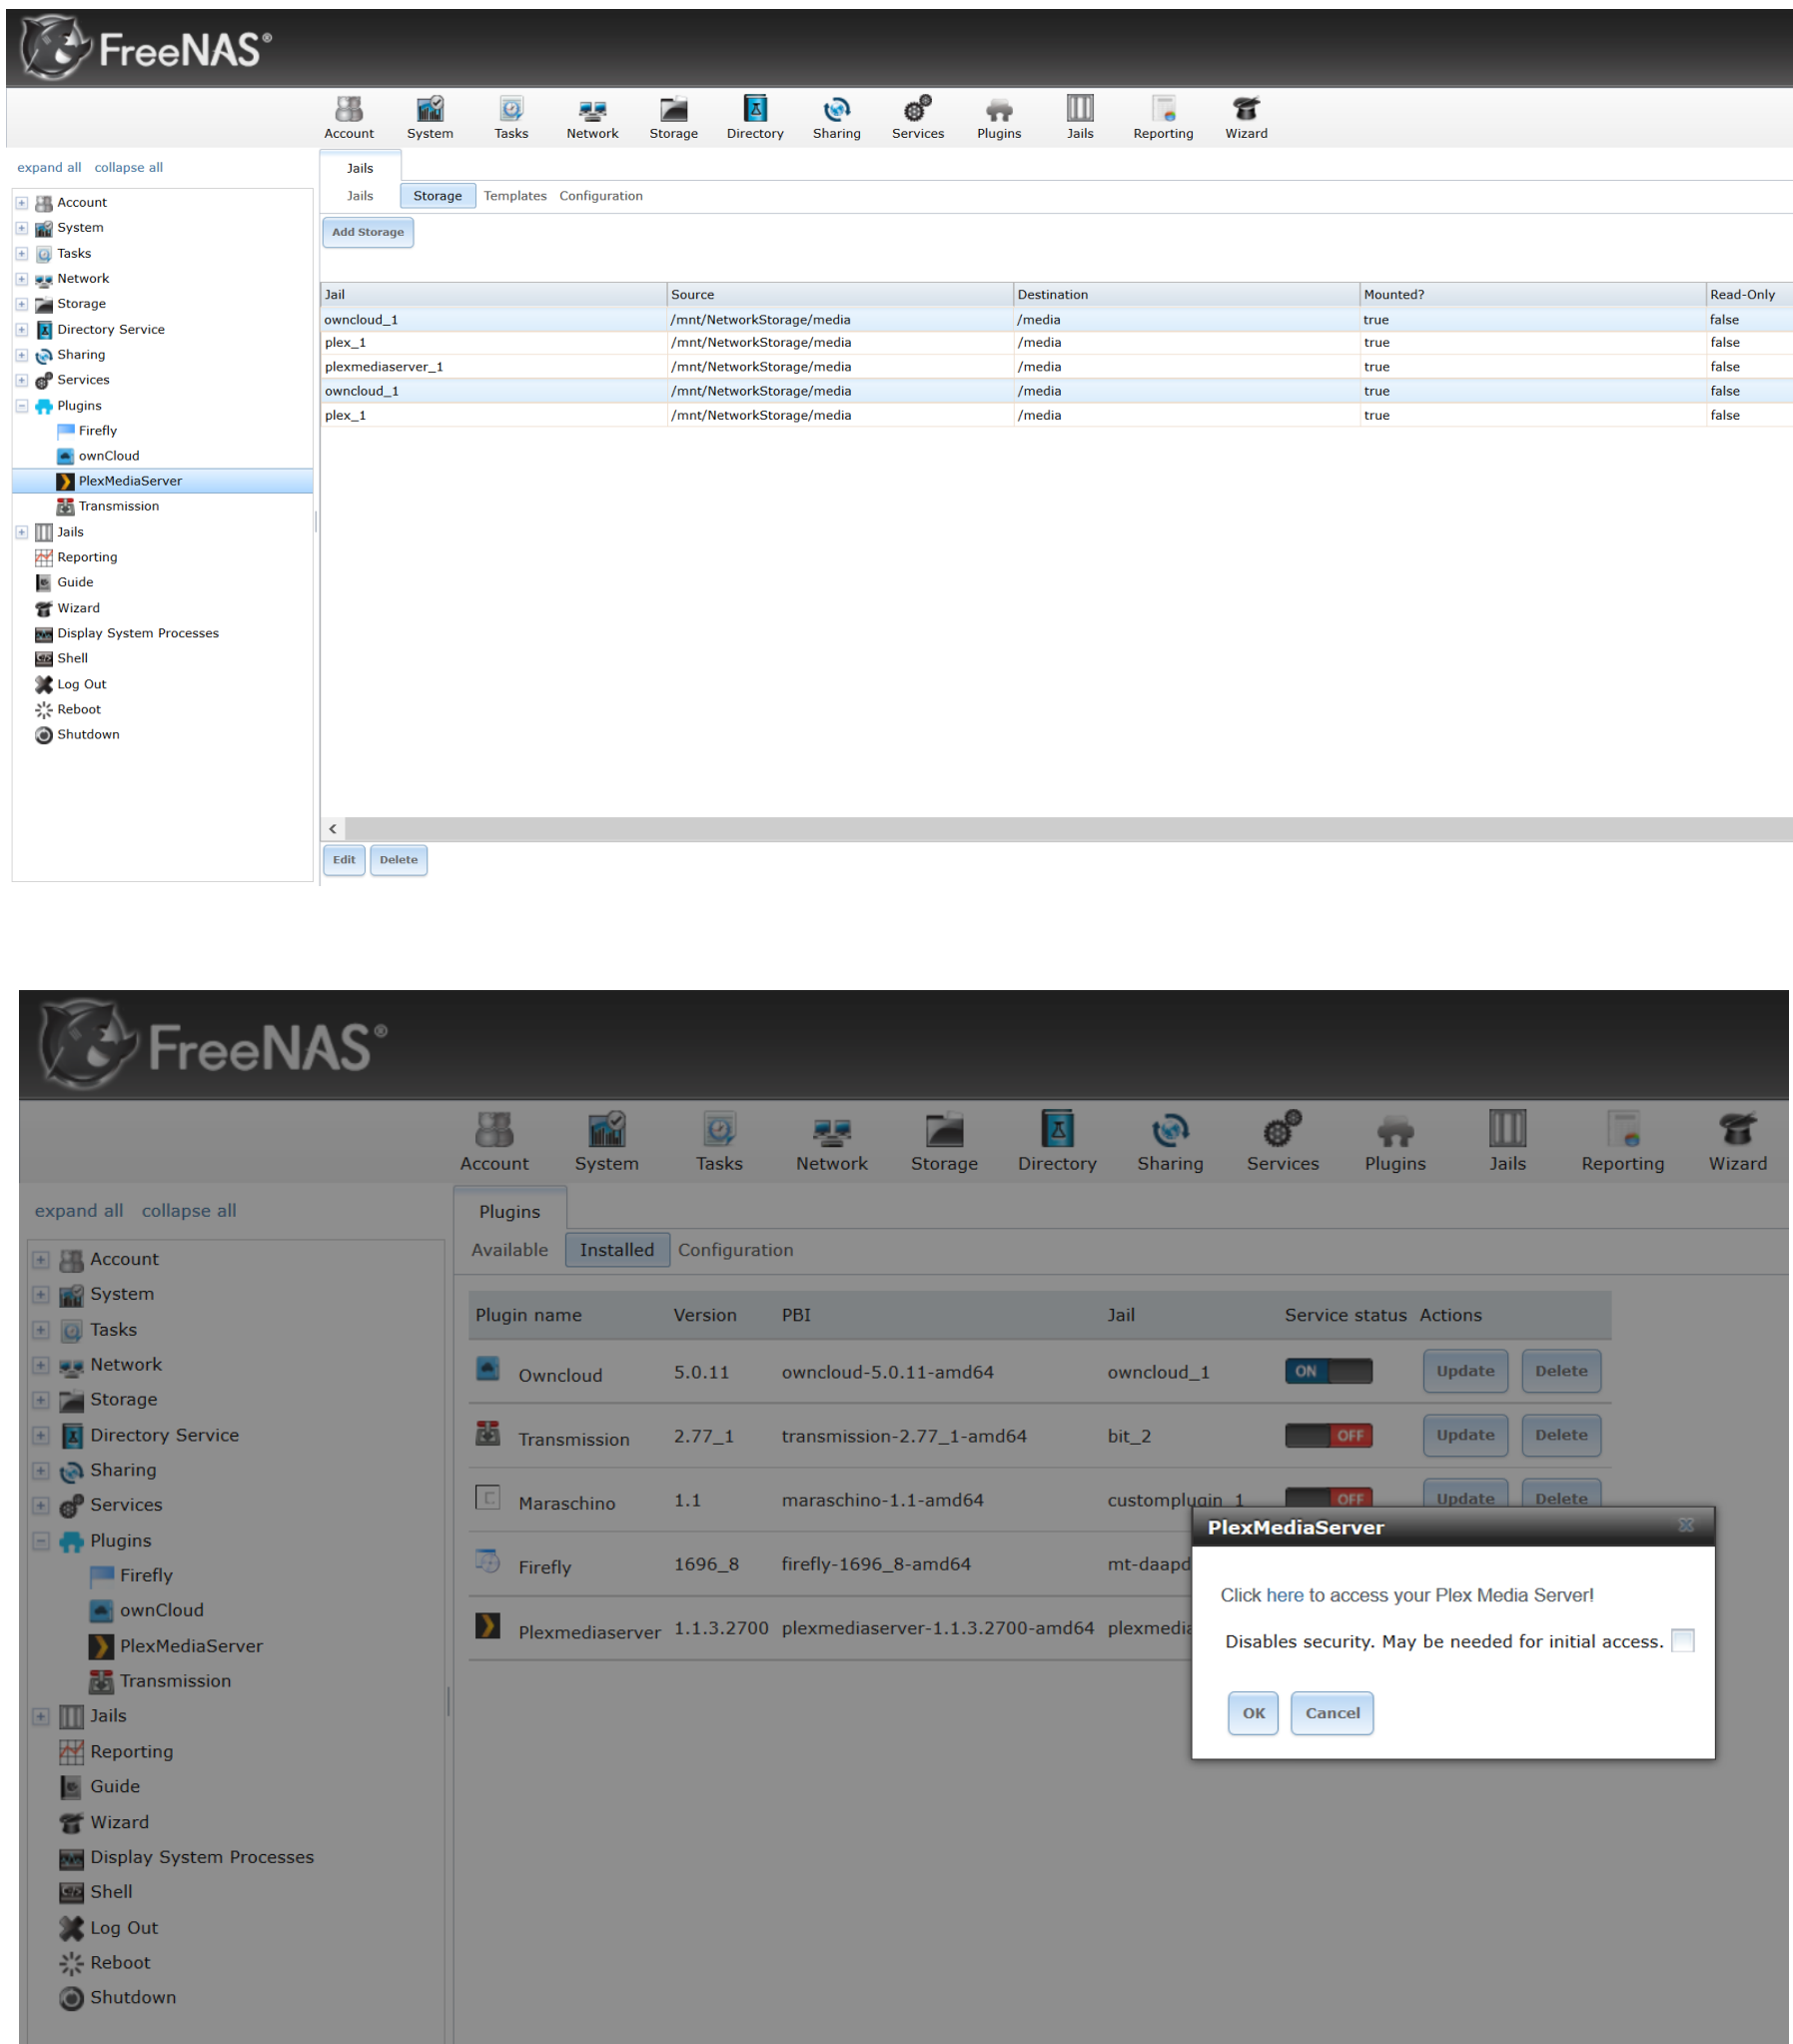 FreeNAS®
Account System Tasks Network Storage Directory Sharing Services Plugins Jails Reporting Wizard
expand all collapse all
Account
System
Tasks
Network
Storage
Directory Service
Sharing
Services
Plugins
Firefly
ownCloud
PlexMediaServer
Transmission
Jails
Reporting
Guide
Wizard
Display System Processes
Shell
Log Out
Reboot
Shutdown
Jails
Jails Storage Templates Configuration
Add Storage
Jail Source Destination Mounted? Read-Only
owncloud_1 /mnt/NetworkStorage/media /media true false
plex_1 /mnt/NetworkStorage/media /media true false
plexmediaserver_1 /mnt/NetworkStorage/media /media true false
owncloud_1 /mnt/NetworkStorage/media /media true false
plex_1 /mnt/NetworkStorage/media /media true false
Edit Delete
FreeNAS®
Account System Tasks Network Storage Directory Sharing Services Plugins Jails Reporting Wizard
expand all collapse all
Account
System
Tasks
Network
Storage
Directory Service
Sharing
Services
Plugins
Firefly
ownCloud
PlexMediaServer
Transmission
Jails
Reporting
Guide
Wizard
Display System Processes
Shell
Log Out
Reboot
Shutdown
Plugins
Available Installed Configuration
Plugin name Version PBI Jail Service status Actions
Owncloud 5.0.11 owncloud-5.0.11-amd64 owncloud_1 ON Update Delete
Transmission 2.77_1 transmission-2.77_1-amd64 bit_2 OFF Update Delete
Maraschino 1.1 maraschino-1.1-amd64 customplugin_1 OFF Update Delete
Firefly 1696_8 firefly-1696_8-amd64 mt-daapd
Plexmediaserver 1.1.3.2700 plexmediaserver-1.1.3.2700-amd64 plexmedia
PlexMediaServer
Click here to access your Plex Media Server!
Disables security. May be needed for initial access.
OK Cancel